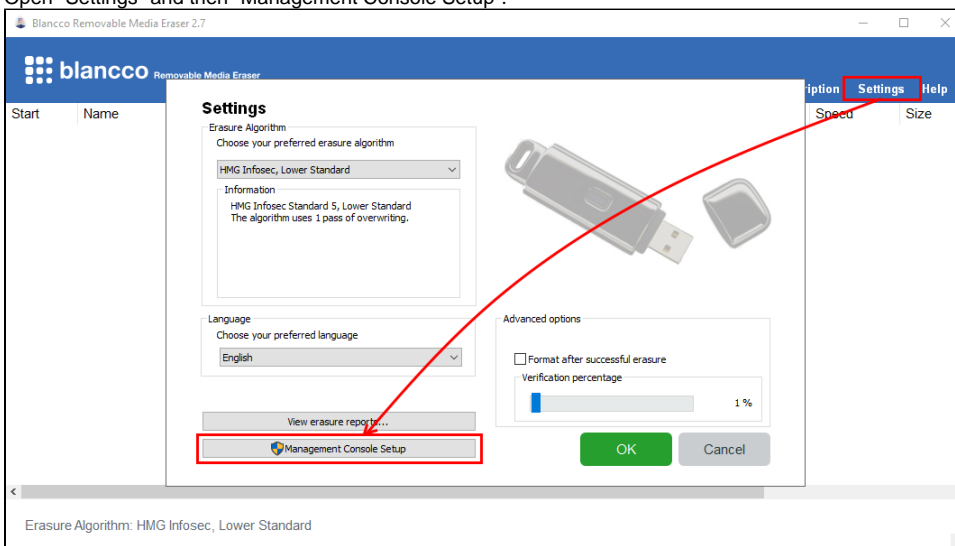 Open "Settings" and then "Management Console Setup".
Blancco Removable Media Eraser 2.7
blancco Removable Media Eraser
ription Settings Help
Start Name Speed Size
Settings
Erasure Algorithm
Choose your preferred erasure algorithm
HMG Infosec, Lower Standard
Information
HMG Infosec Standard 5, Lower Standard
The algorithm uses 1 pass of overwriting.
Language
Choose your preferred language
English
Advanced options
Format after successful erasure
Verification percentage
1 %
View erasure reports...
Management Console Setup
OK Cancel
Erasure Algorithm: HMG Infosec, Lower Standard